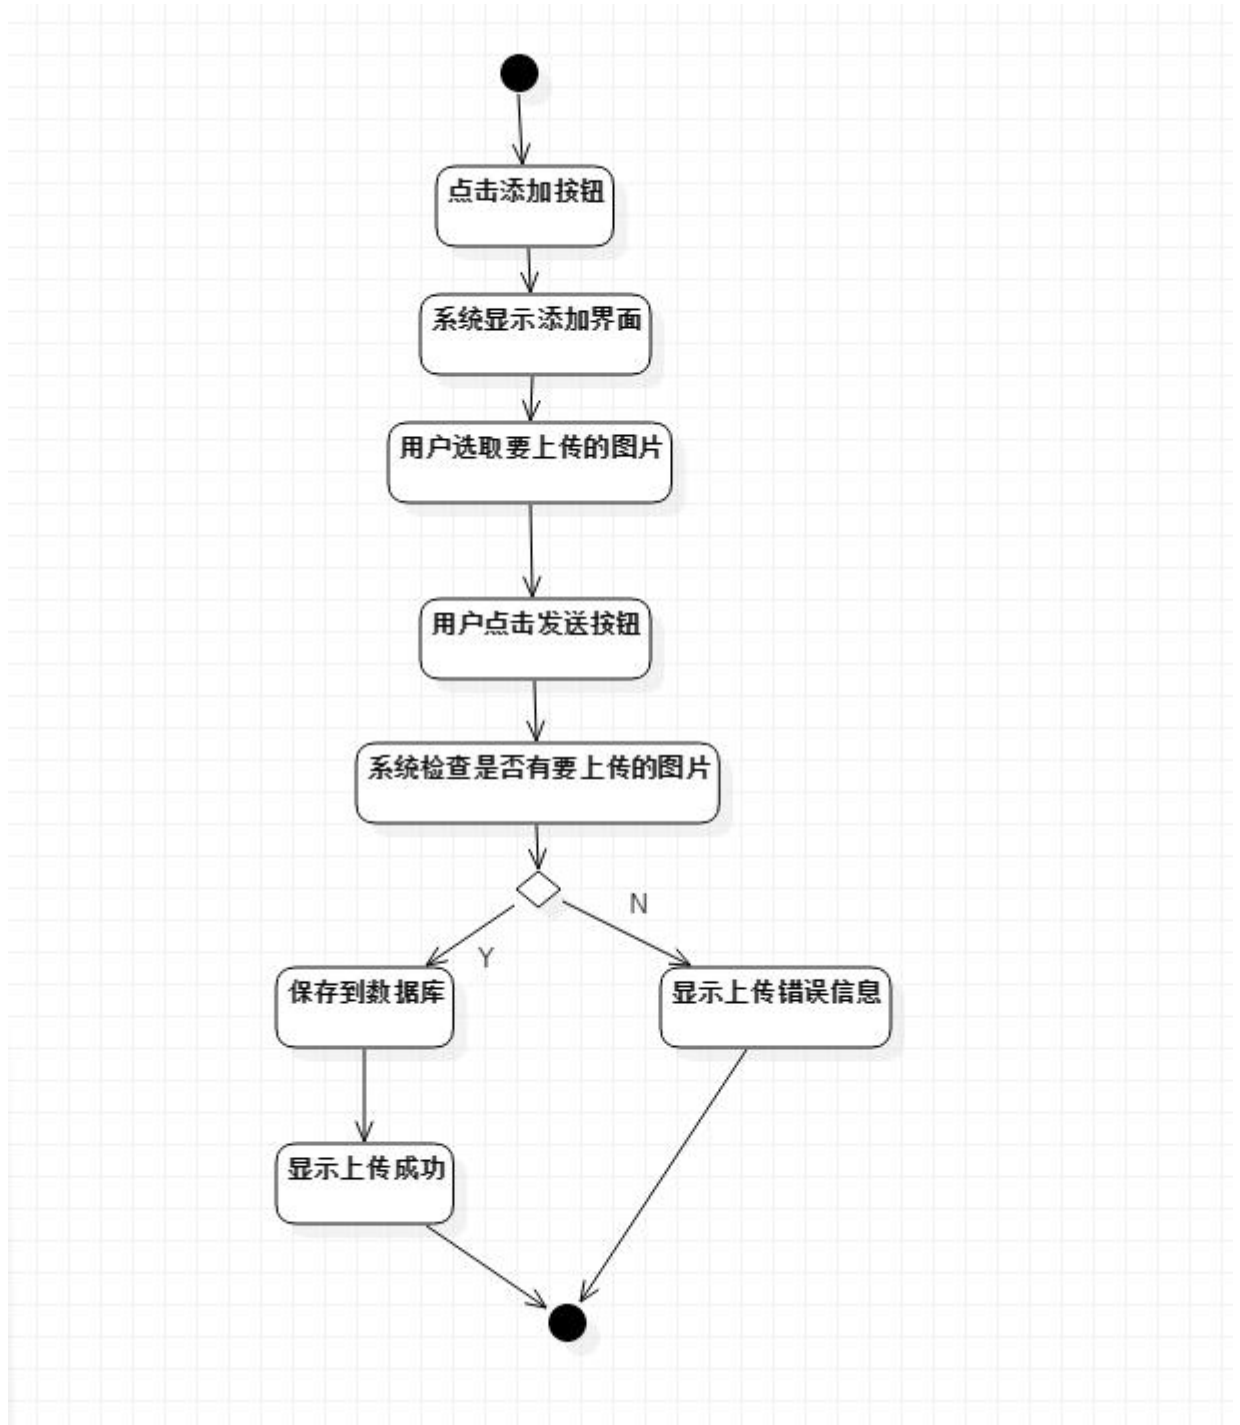 点击添加按钮
系统显示添加界面
用户选取要上传的图片
用户点击发送按钮
系统检查是否有要上传的图片
N
Y
保存到数据库
显示上传错误信息
显示上传成功